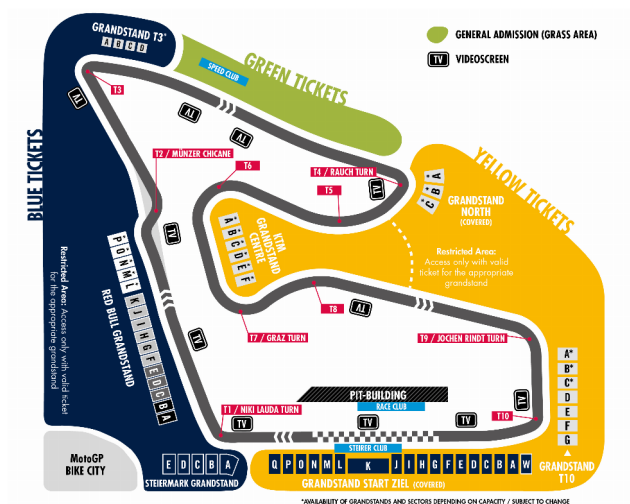 GRANDSTAND T3*
A B C D
GENERAL ADMISSION (GRASS AREA)
TV VIDEOSCREEN
SPEED CLUB
GREEN TICKETS
T3
TV
TV
TV
T2 / MÜNZER CHICANE
T6
T4 / RAUCH TURN
TV
T5
BLUE TICKETS
YELLOW TICKETS
*C *B A
GRANDSTAND
NORTH
(COVERED)
TV
A B C D E F
KTM
GRANDSTAND
CENTRE
Restricted Area:
Access only with valid
ticket for the appropriate
grandstand
Restricted Area: Access only with valid ticket
for the appropriate grandstand
P O N M L K J I H G F E D C B A
RED BULL GRANDSTAND
TV
T8
TV
T7 / GRAZ TURN
T9 / JOCHEN RINDT TURN
A*
B*
C*
D
E
F
G
GRANDSTAND
T10
PIT-BUILDING
RACE CLUB
TV
T10
T1 / NIKI LAUDA TURN
TV
TV
TV
STEIRER CLUB
MotoGP
BIKE CITY
E D C B A
STEIERMARK GRANDSTAND
Q P O N M L K J I H G F E D C B A W
GRANDSTAND START ZIEL (COVERED)
*AVAILABILITY OF GRANDSTANDS AND SECTORS DEPENDING ON CAPACITY / SUBJECT TO CHANGE